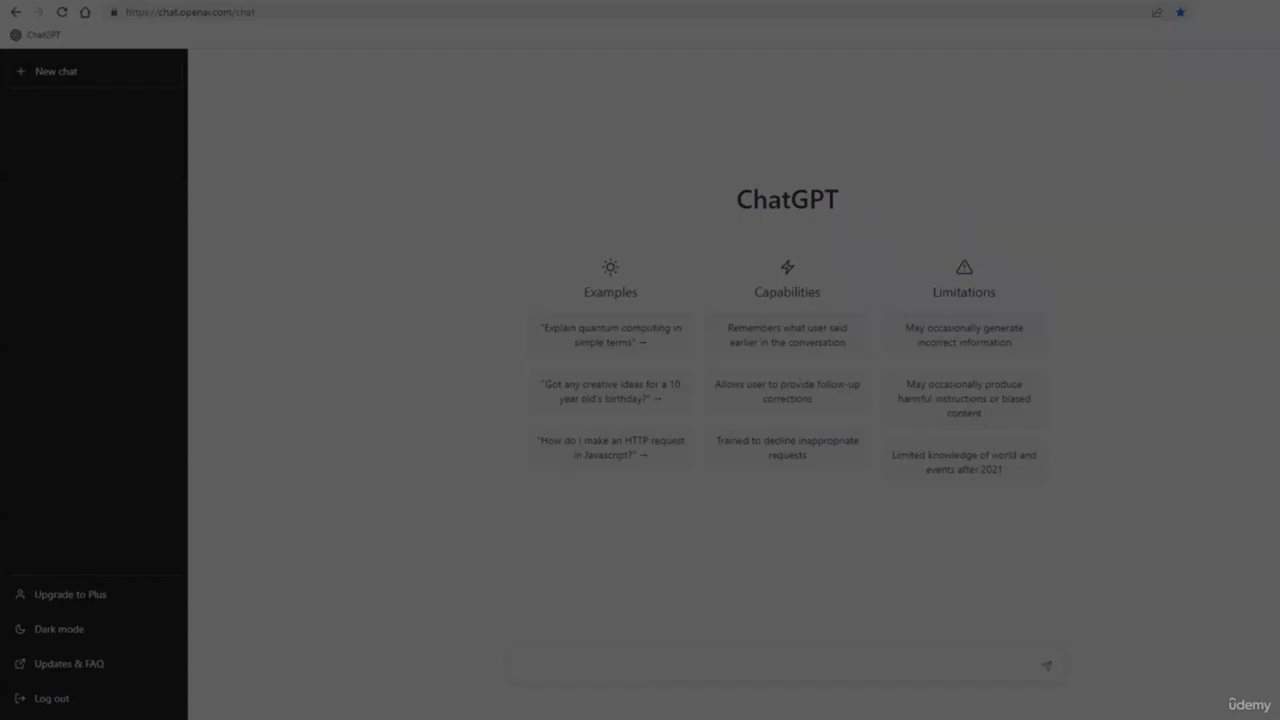 https://chat.openai.com/chat
ChatGPT
New chat
ChatGPT
Examples
"Explain quantum computing in
simple terms" →
"Got any creative ideas for a 10
year old's birthday?" →
"How do I make an HTTP request
in Javascript?" →
Capabilities
Remembers what user said
earlier in the conversation
Allows user to provide follow-up
corrections
Trained to decline inappropriate
requests
Limitations
May occasionally generate
incorrect information
May occasionally produce
harmful instructions or biased
content
Limited knowledge of world and
events after 2021
Upgrade to Plus
Dark mode
Updates & FAQ
Log out
ûdemy